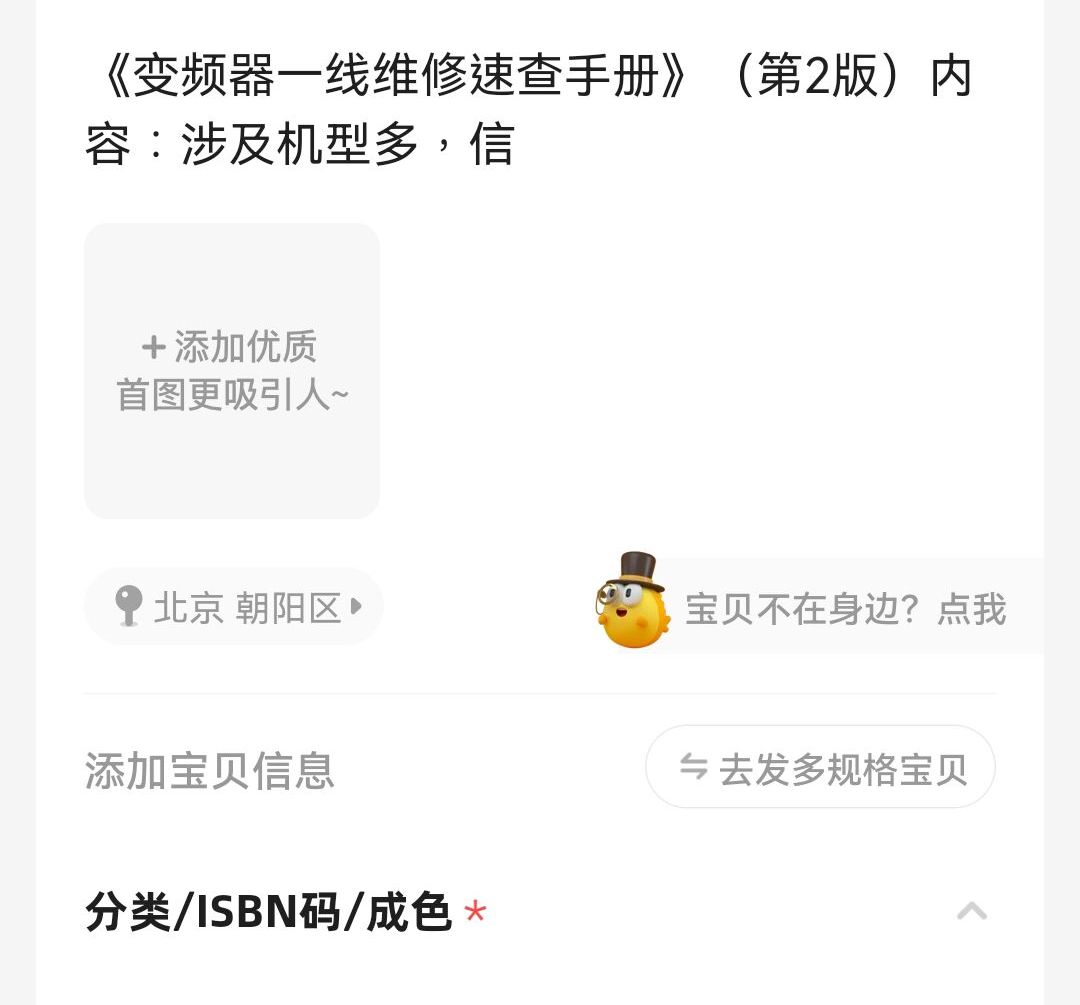 《变频器一线维修速查手册》（第2版）内
容：涉及机型多，信
+ 添加优质
首图更吸引人~
北京 朝阳区
宝贝不在身边？点我
添加宝贝信息
去发多规格宝贝
分类/ISBN码/成色 *